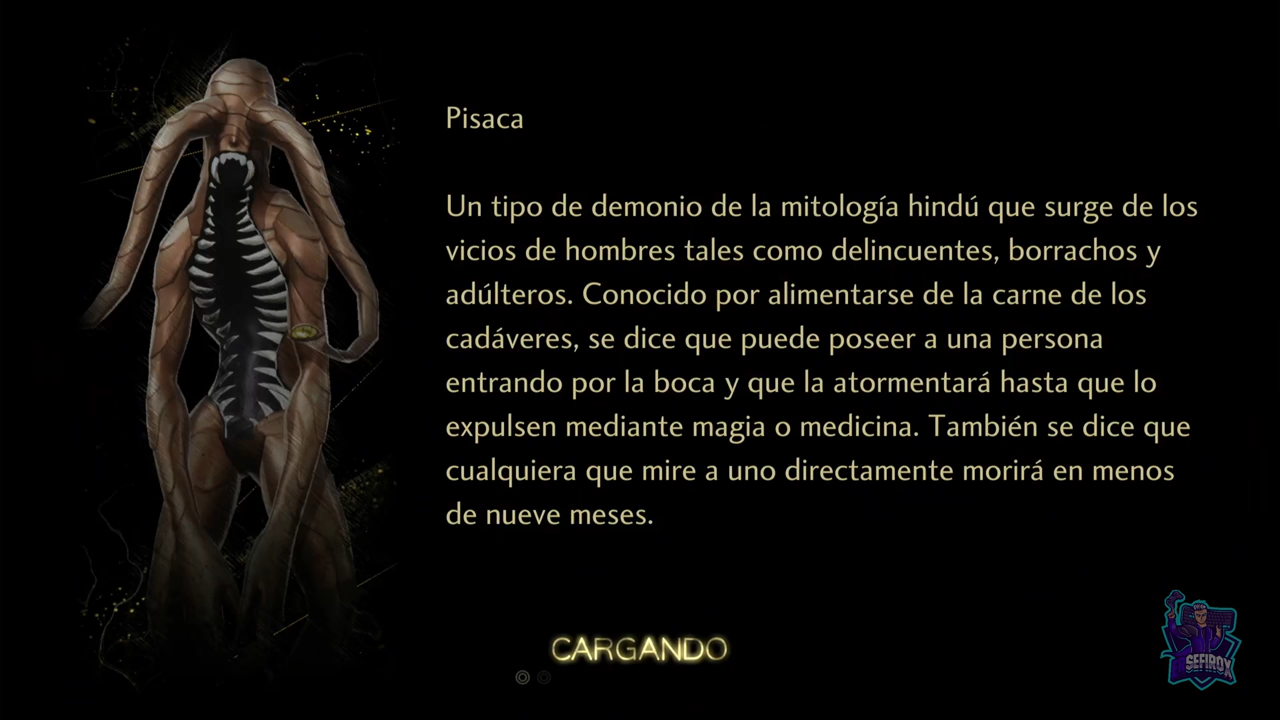 Pisaca
Un tipo de demonio de la mitología hindú que surge de los
vicios de hombres tales como delincuentes, borrachos y
adúlteros. Conocido por alimentarse de la carne de los
cadáveres, se dice que puede poseer a una persona
entrando por la boca y que la atormentará hasta que lo
expulsen mediante magia o medicina. También se dice que
cualquiera que mire a uno directamente morirá en menos
de nueve meses.
CARGANDO
SEFIROX